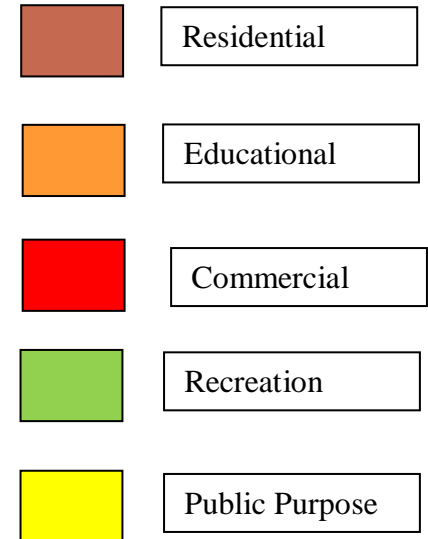 Residential
Educational
Commercial
Recreation
Public Purpose